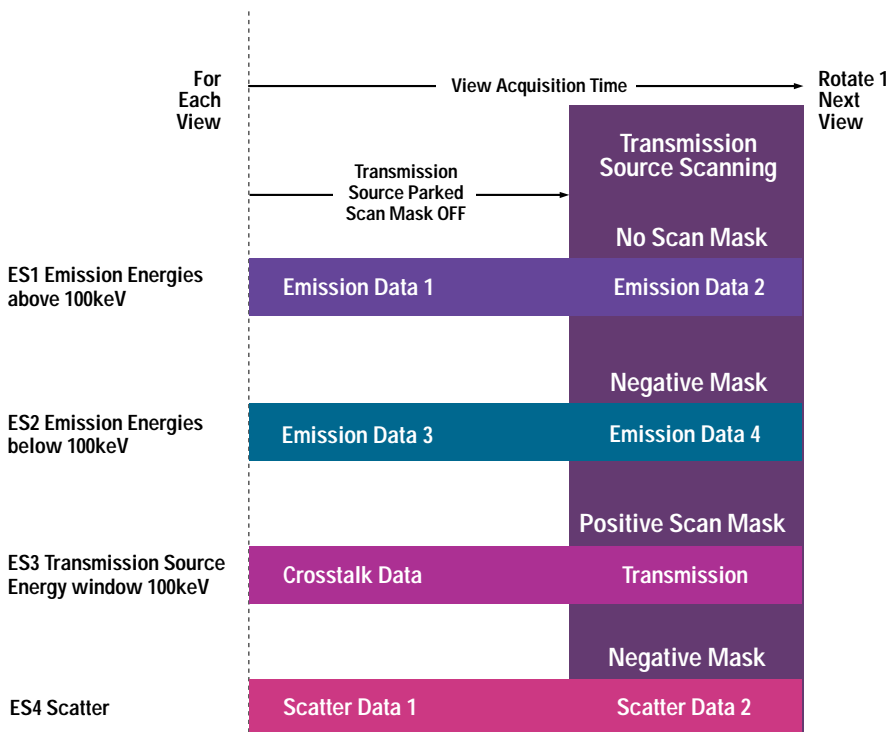 For
Each
View
View Acquisition Time
Rotate 1
Next
View
Transmission
Source Parked
Scan Mask OFF
Transmission
Source Scanning
No Scan Mask
ES1 Emission Energies
above 100keV
Emission Data 1
Emission Data 2
Negative Mask
ES2 Emission Energies
below 100keV
Emission Data 3
Emission Data 4
Positive Scan Mask
ES3 Transmission Source
Energy window 100keV
Crosstalk Data
Transmission
Negative Mask
ES4 Scatter
Scatter Data 1
Scatter Data 2